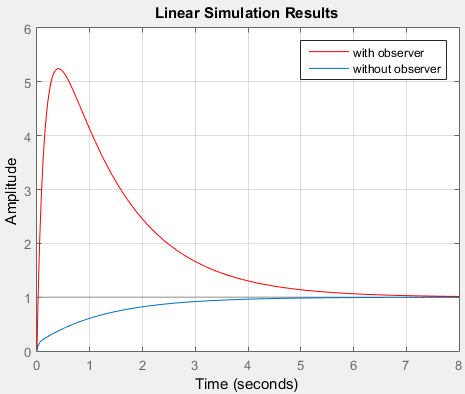 Linear Simulation Results
with observer
without observer
Amplitude
6
5
4
3
2
1
0
0 1 2 3 4 5 6 7 8
Time (seconds)